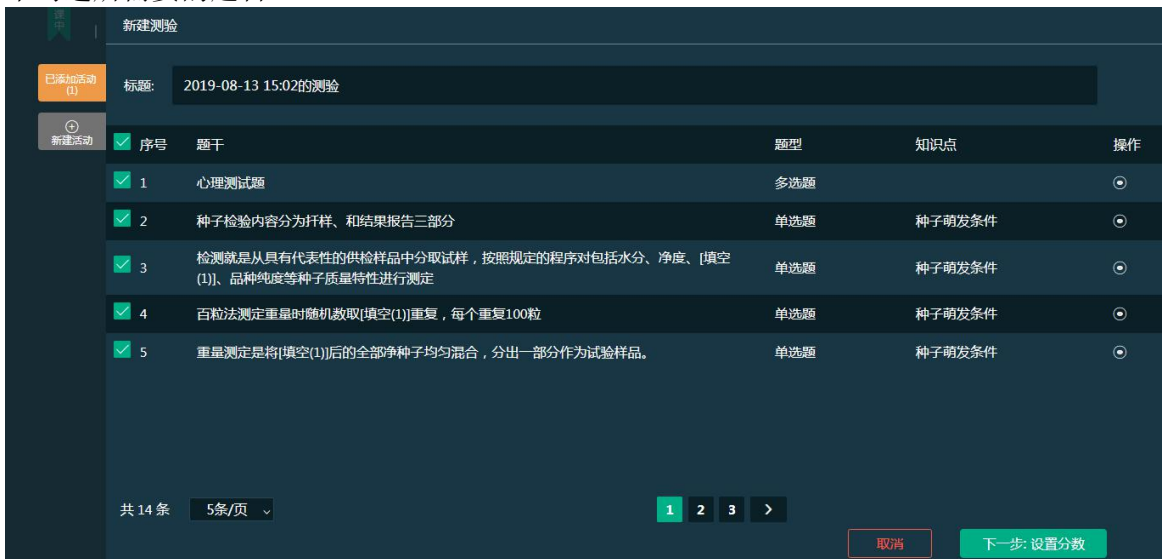 课中
新建测验
已添加活动
(1)
标题: 2019-08-13 15:02的测验
新建活动
序号 题干 题型 知识点 操作
1 心理测试题 多选题
2 种子检验内容分为扦样、和结果报告三部分 单选题 种子萌发条件
3 检测就是从具有代表性的供检样品中分取试样，按照规定的程序对包括水分、净度、[填空
(1)]、品种纯度等种子质量特性进行测定 单选题 种子萌发条件
4 百粒法测定重量时随机数取[填空(1)]重复，每个重复100粒 单选题 种子萌发条件
5 重量测定是将[填空(1)]后的全部净种子均匀混合，分出一部分作为试验样品。 单选题 种子萌发条件
共 14 条 5条/页 1 2 3 >
取消 下一步: 设置分数